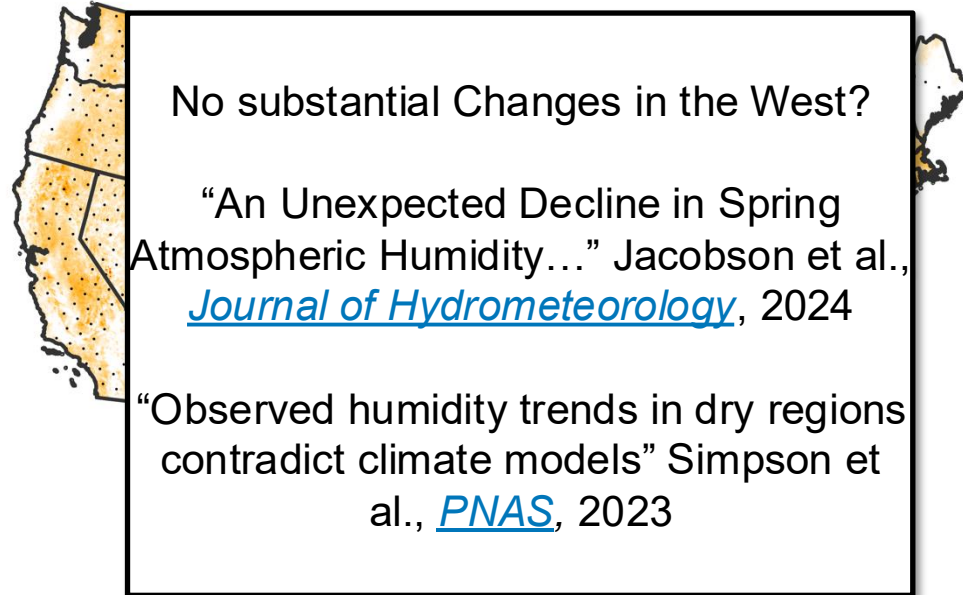 No substantial Changes in the West?
“An Unexpected Decline in Spring
Atmospheric Humidity…” Jacobson et al.,
Journal of Hydrometeorology, 2024
“Observed humidity trends in dry regions
contradict climate models” Simpson et
al., PNAS, 2023